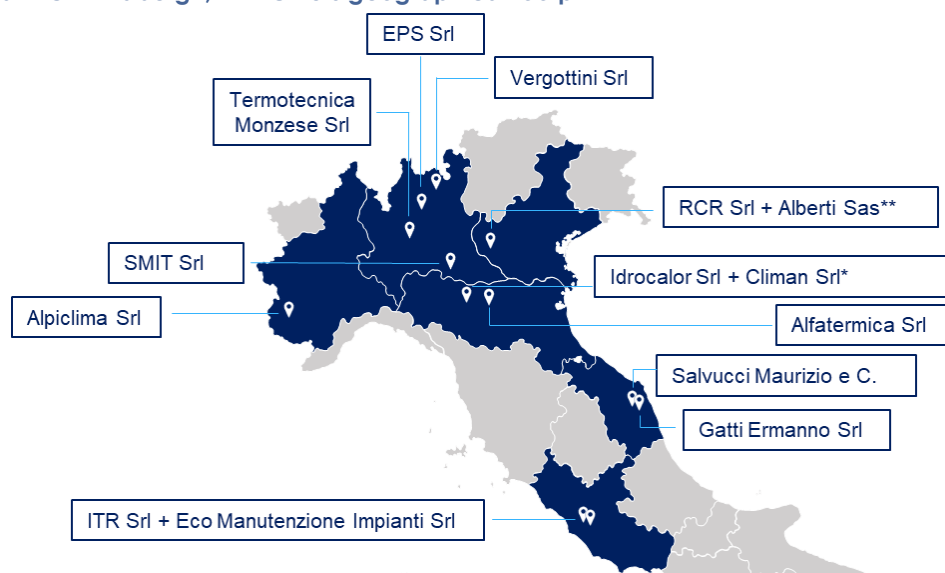 EPS Srl
Vergottini Srl
Termotecnica
Monzese Srl
RCR Srl + Alberti Sas**
SMIT Srl
Idrocalor Srl + Climan Srl*
Alpiclima Srl
Alfatermica Srl
Salvucci Maurizio e C.
Gatti Ermanno Srl
ITR Srl + Eco Manutenzione Impianti Srl